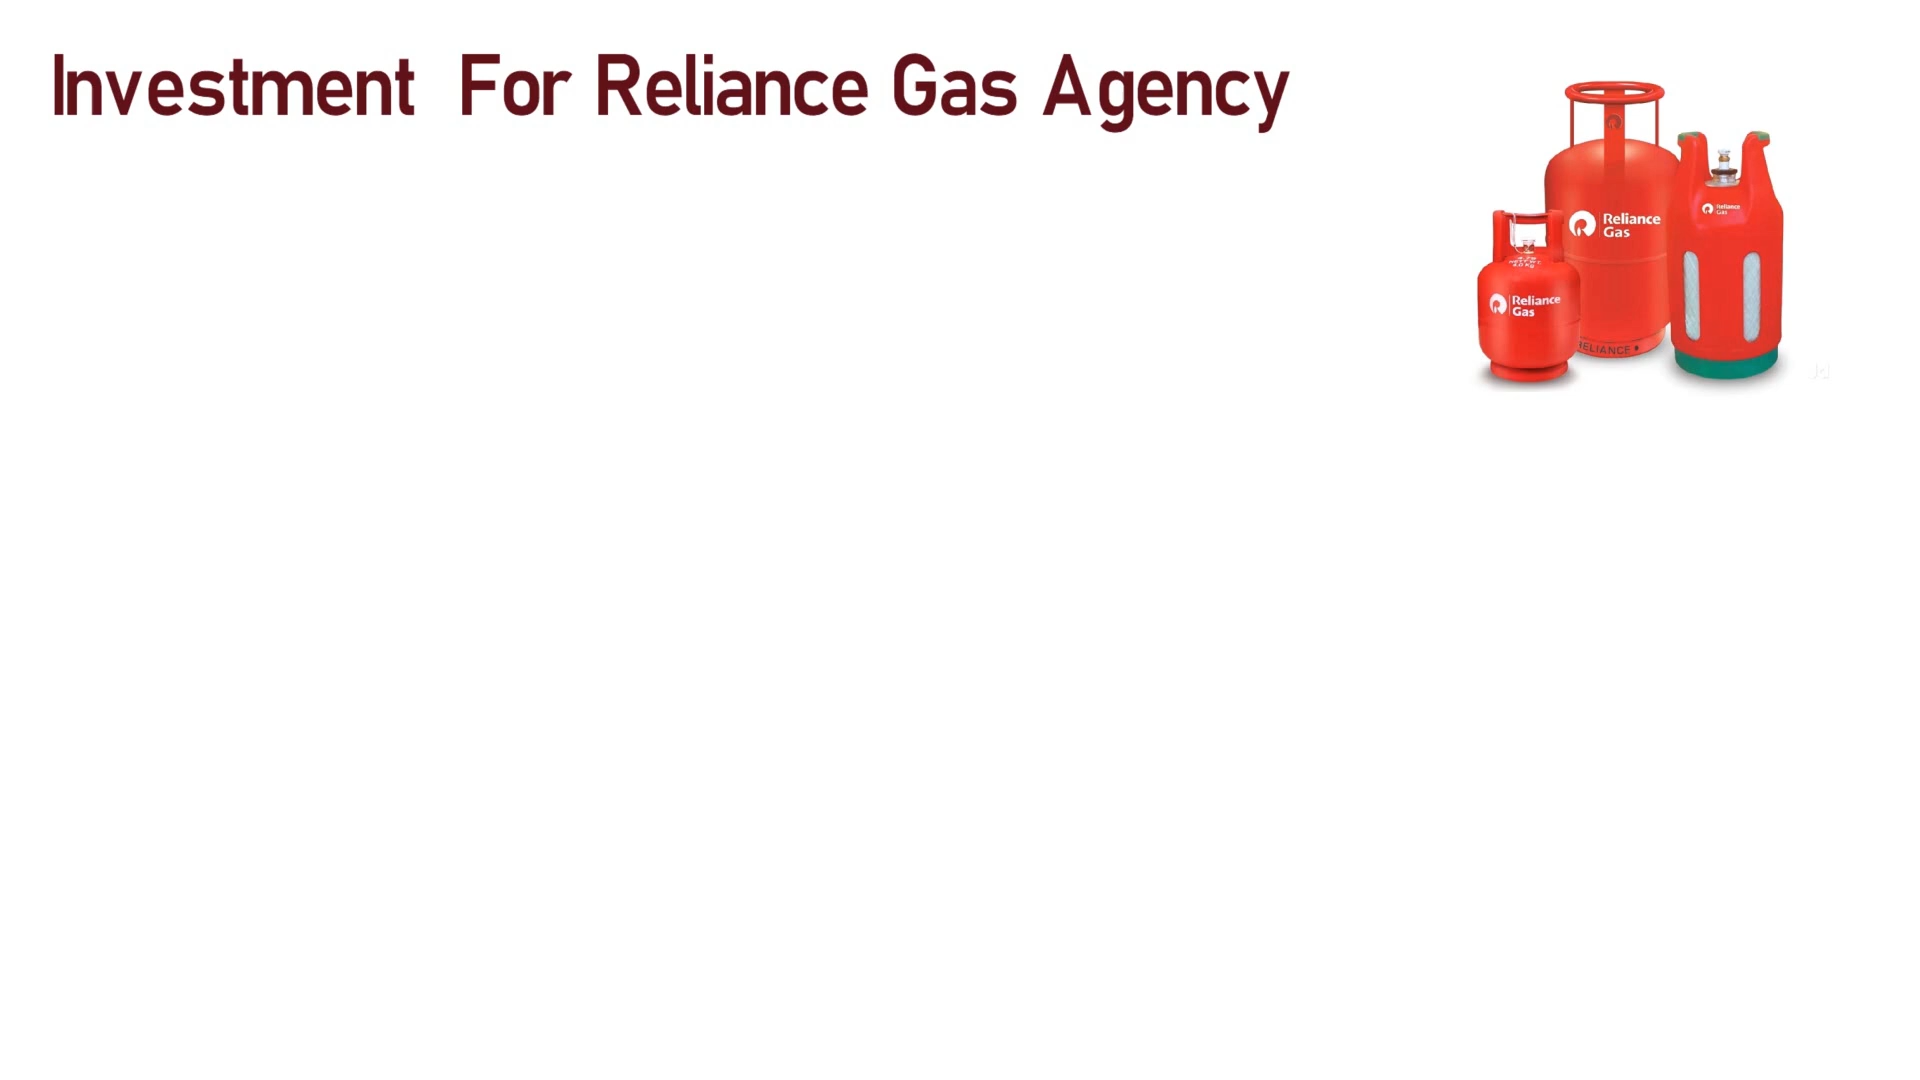 Investment For Reliance Gas Agency
Reliance
Gas
Reliance
Gas
Reliance
Gas
RELIANCE